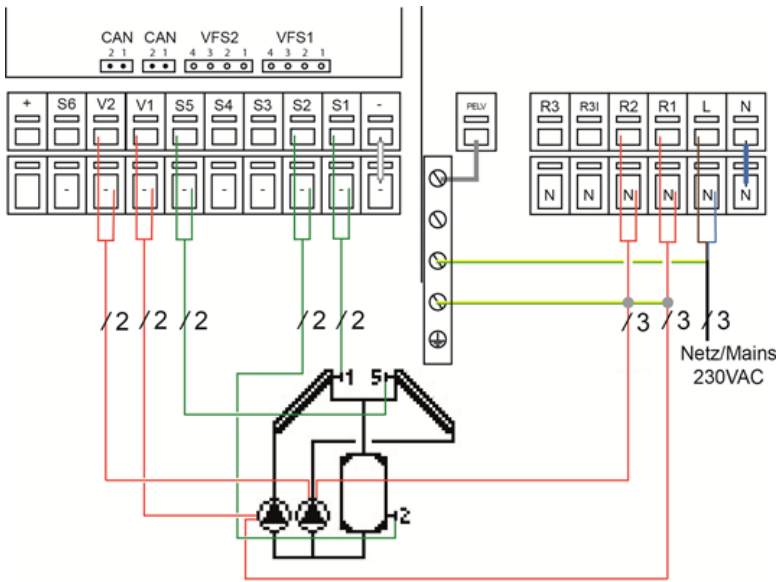 CAN CAN VFS2 VFS1
2 1 2 1 4 3 2 1 4 3 2 1
+ S6 V2 V1 S5 S4 S3 S2 S1 -
PELV
R3 R3I R2 R1 L N
- - - - - - - - -
N N N N N N
/2 /2 /2 /2 /2
/3 /3 /3
Netz/Mains
230VAC
1 5
2